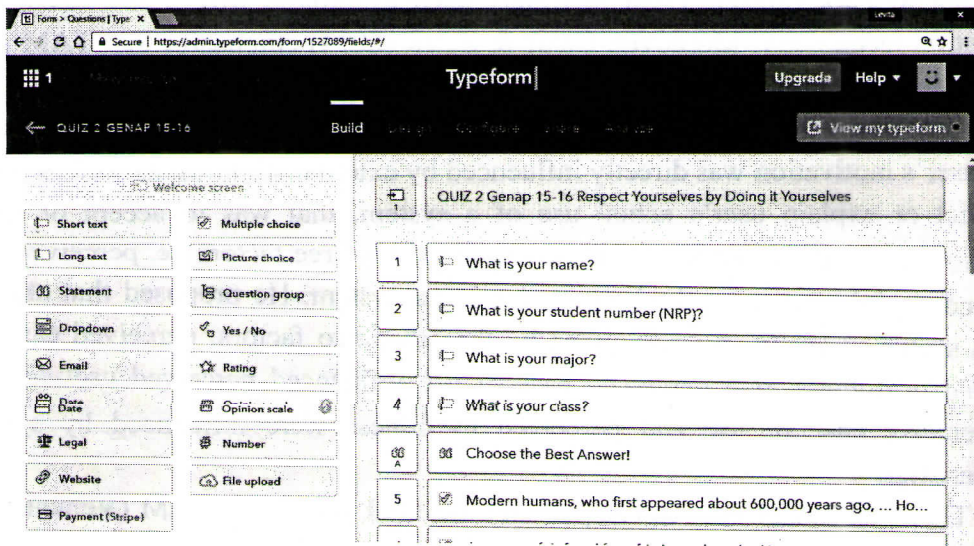 Form > Questions | Type
Levita
Secure | https://admin.typeform.com/form/1527089/fields/#/
1
Typeform
Upgrade
Help
QUIZ 2 GENAP 15-16
Build
View my typeform
Welcome screen
Short text
Multiple choice
Long text
Picture choice
Statement
Question group
Dropdown
Yes / No
Email
Rating
Date
Opinion scale
Legal
Number
Website
File upload
Payment (Stripe)
QUIZ 2 Genap 15-16 Respect Yourselves by Doing it Yourselves
1
What is your name?
2
What is your student number (NRP)?
3
What is your major?
4
What is your class?
A
Choose the Best Answer!
5
Modern humans, who first appeared about 600,000 years ago, ... Ho...